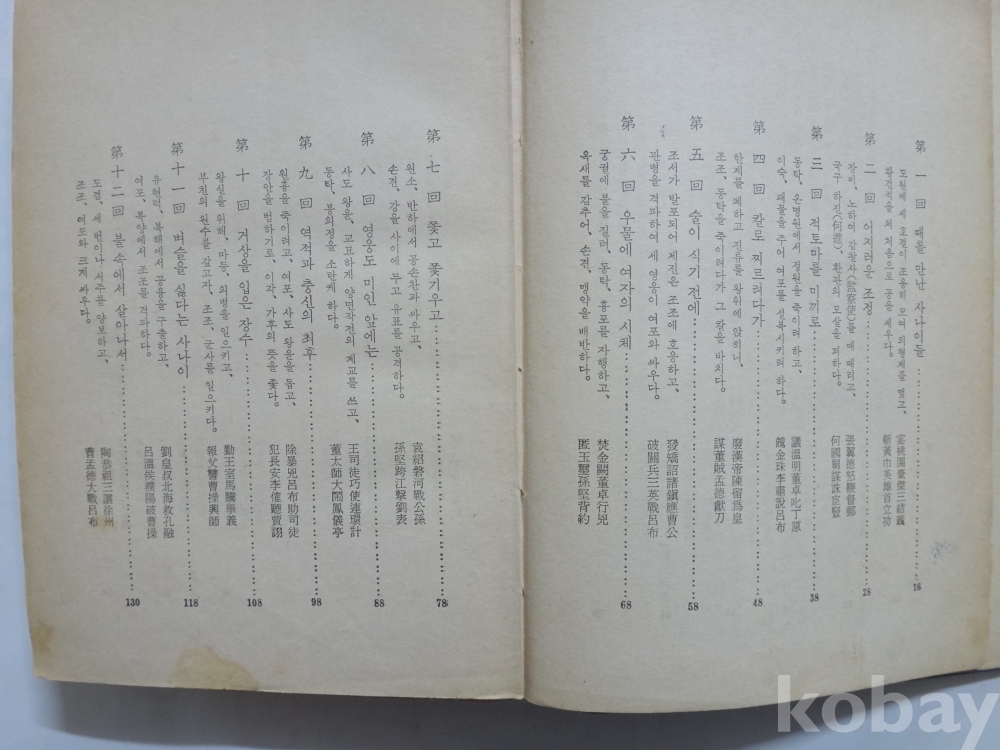 第一回 때를 만난 사나이들 16
도원에 세 호걸이 조용히 모여 의형제를 맺고,
황건적을 쳐 처음으로 공을 세우다.
宴桃園豪傑三結義
斬黃巾英雄首立功
第二回 어지러운 조정 28
장비, 노하여 감찰사(監察使)를 매 때리고,
국구 하진(何進) 환관의 모살을 꾀하다.
張翼德怒鞭督郵
何國舅謀誅宦竪
第三回 적토마를 미끼로 38
동탁, 온명원에서 정원을 죽이려 하고,
이숙, 패물을 주어 여포를 설복시키려 하다.
議溫明董卓叱丁原
餽金珠李肅說呂布
第四回 칼로 찌르려다가 48
한제를 폐하고 진류를 왕위에 앉히니,
조조, 동탁을 죽이려다가 그 칼을 바치다.
廢漢帝陳留爲皇
謀董賊孟德獻刀
第五回 술이 식기 전에 58
조서가 발포되어 제진은 조조에 호응하고,
관병을 격파하여 세 영웅이 여포와 싸우다.
發矯詔諸鎭應曹公
破關兵三英戰呂布
第六回 우물에 여자의 시체 68
궁궐에 불을 질러, 동탁, 흉포를 자행하고,
옥새를 감추어, 손견, 맹약을 배반하다.
焚金闕董卓行兇
匿玉璽孫堅背約
第七回 쫓고 쫓기우고 78
원소, 반하에서 공손찬과 싸우고,
손견, 강을 사이에 두고 유표를 공격하다.
袁紹磐河戰公孫
孫堅跨江擊劉表
第八回 영웅도 미인 앞에는 88
사도 왕윤, 교묘하게 양면작전의 계교를 쓰고,
동탁, 봉의정을 소란케 하다.
王司徒巧使連環計
董太師大鬧鳳儀亭
第九回 역적과 충신의 최후 98
원흉을 죽이려고, 여포, 사도 왕윤을 돕고,
장안을 범하기로, 이각, 가후의 뜻을 좇다.
除暴兇呂布助司徒
犯長安李傕聽賈詡
第十回 거상을 입은 장수 108
왕실을 위해, 마등, 의병을 일으키고,
부친의 원수를 갚고자, 조조, 군사를 일으키다.
勤王室馬騰擧義
報父讐曹操興師
第十一回 벼슬을 싫다는 사나이 118
유현덕, 북해에서 공융을 구출하고,
여포, 복양에서 조조를 격파하다.
劉皇叔北海救孔融
呂溫侯濮陽破曹操
第十二回 불 속에서 살아나서 130
도겸, 세 번이나 서주를 양보하고,
조조, 여포와 크게 싸우다.
陶恭祖三讓徐州
曹孟德大戰呂布
kobay